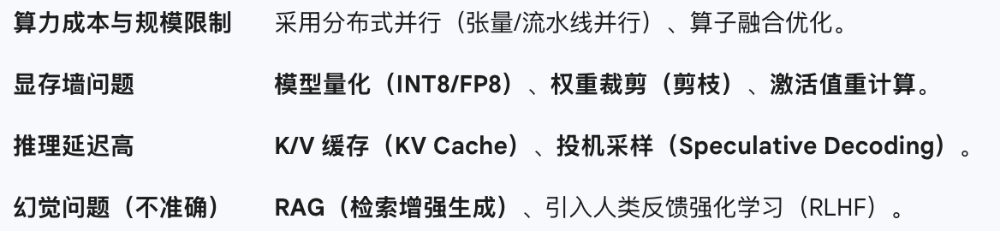 算力成本与规模限制 采用分布式并行（张量/流水线并行）、算子融合优化。
显存墙问题 模型量化（INT8/FP8）、权重裁剪（剪枝）、激活值重计算。
推理延迟高 K/V 缓存（KV Cache）、投机采样（Speculative Decoding）。
幻觉问题（不准确） RAG（检索增强生成）、引入人类反馈强化学习（RLHF）。